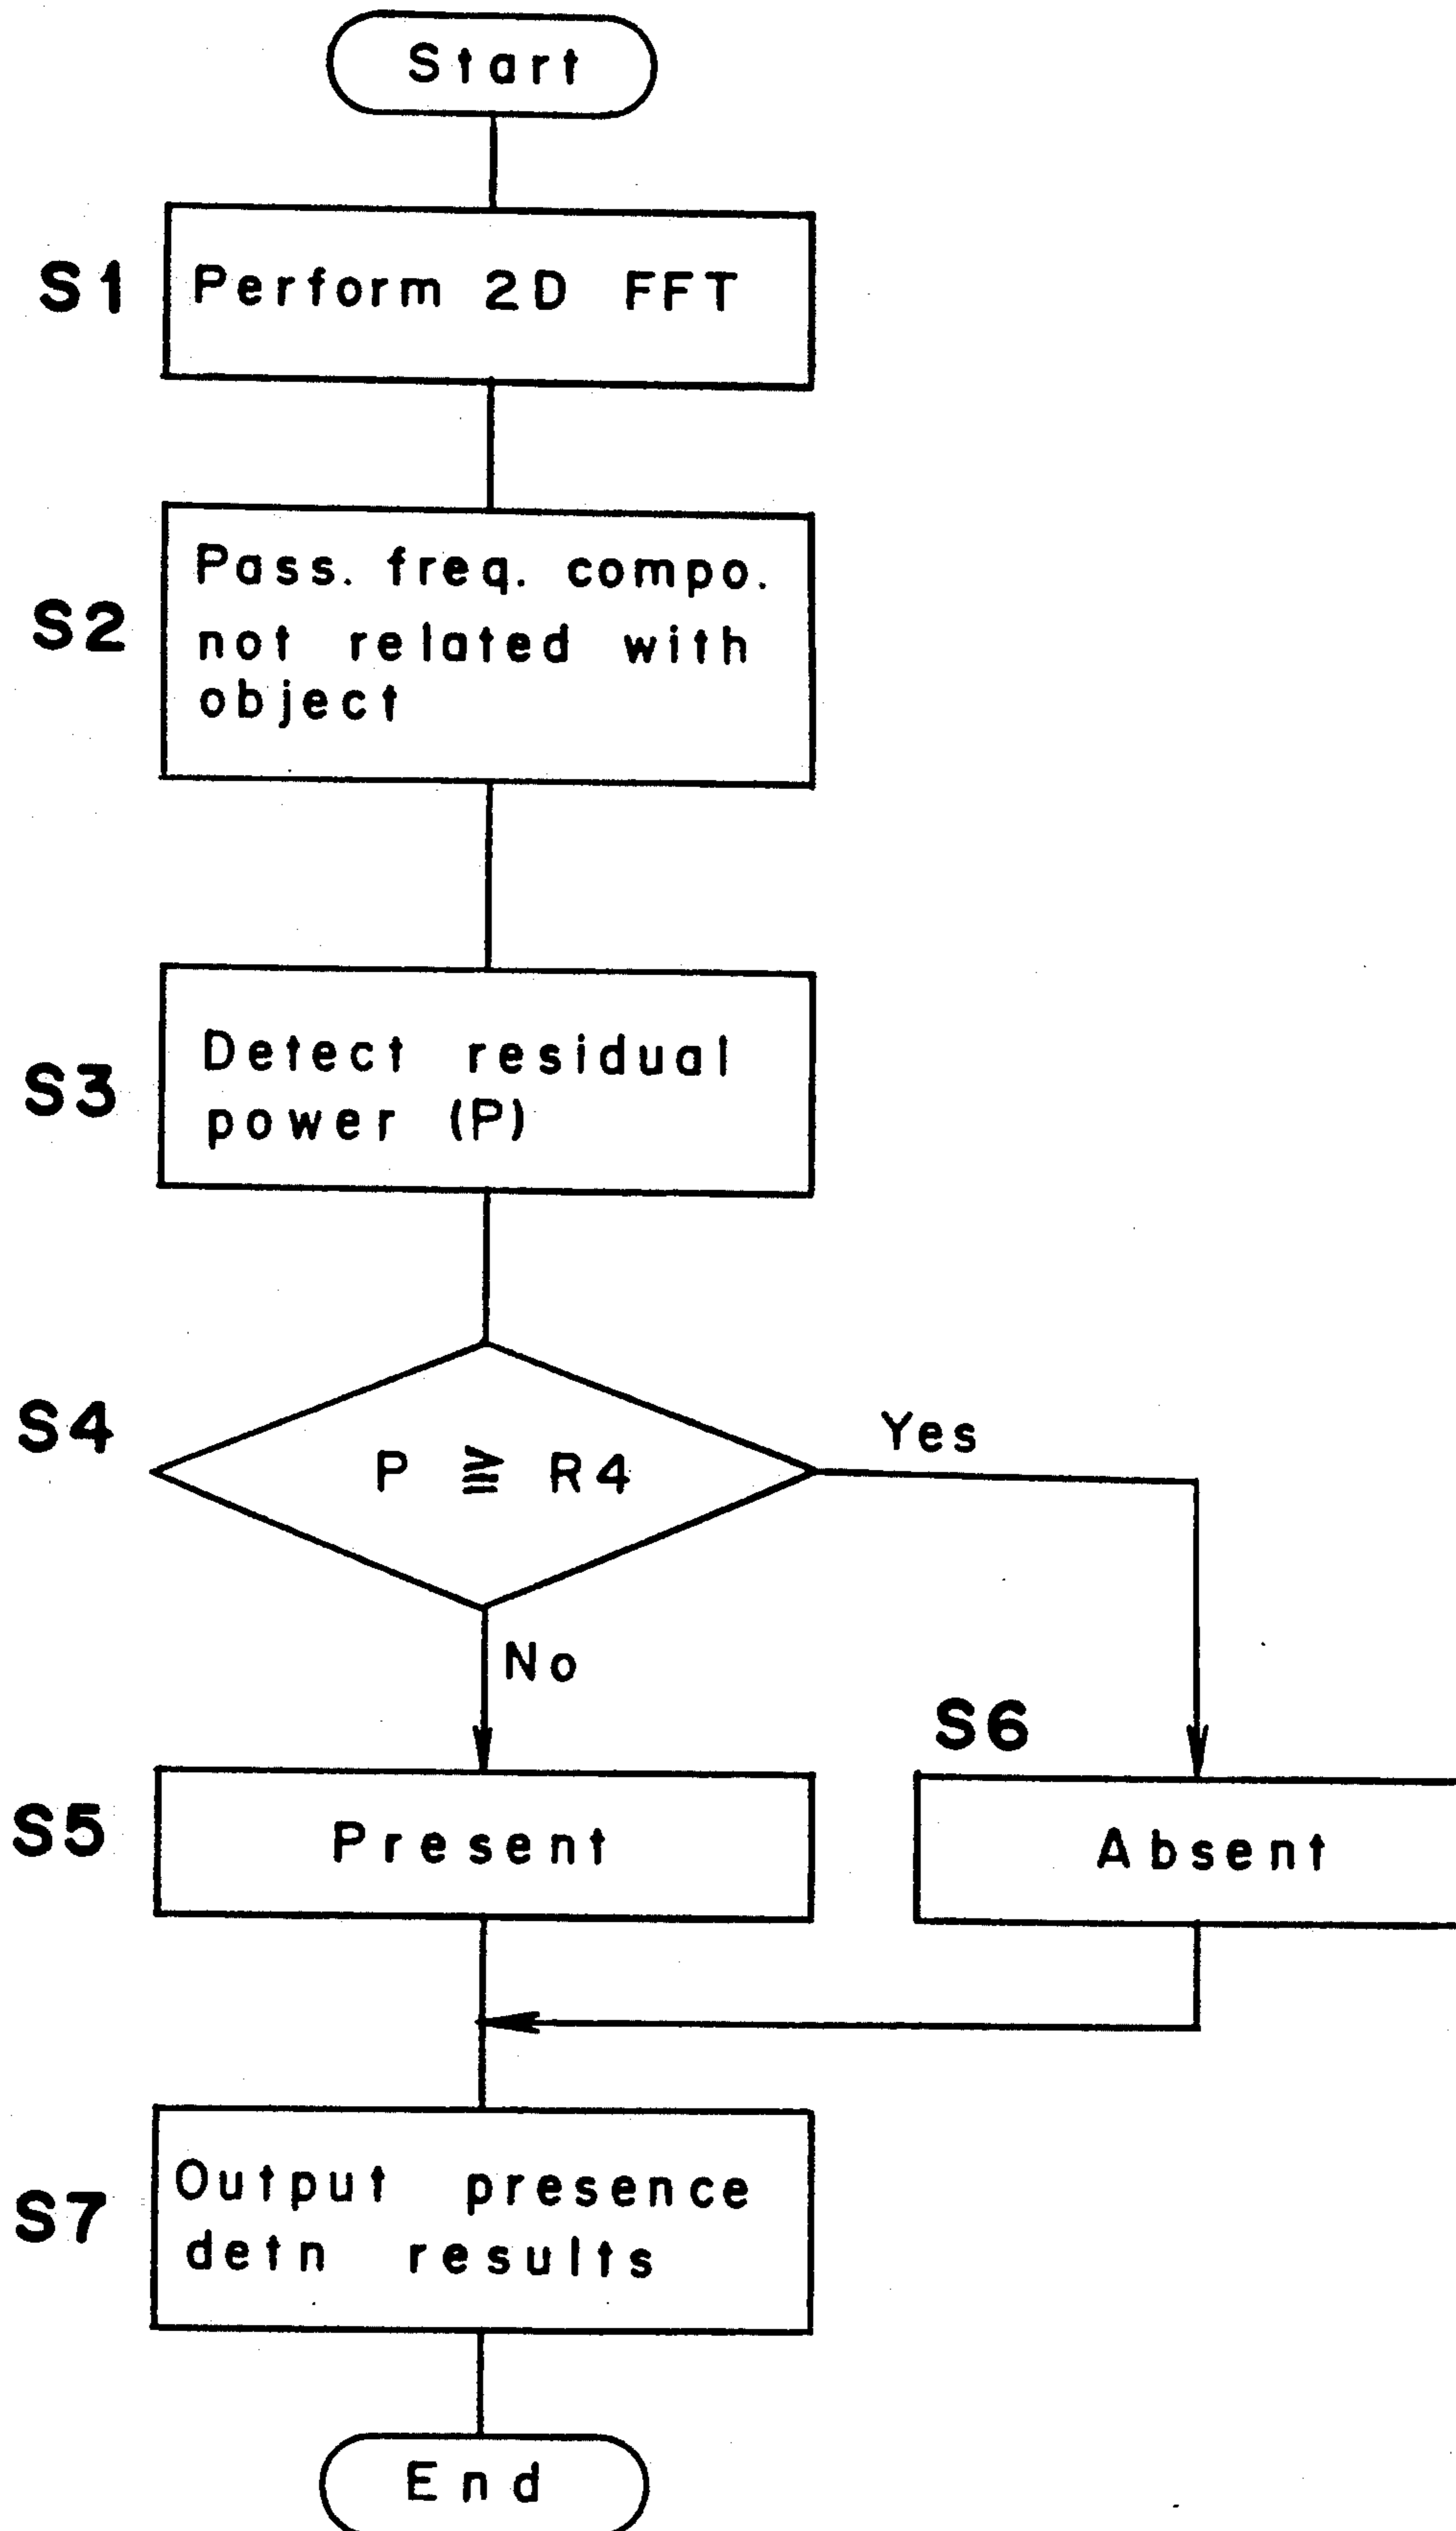 Start
S1
Perform 2D FFT
S2
Pass. freq. compo.
not related with
object
S3
Detect residual
power (P)
S4
P ≧ R4
Yes
No
S5
Present
S6
Absent
S7
Output presence
detn results
End